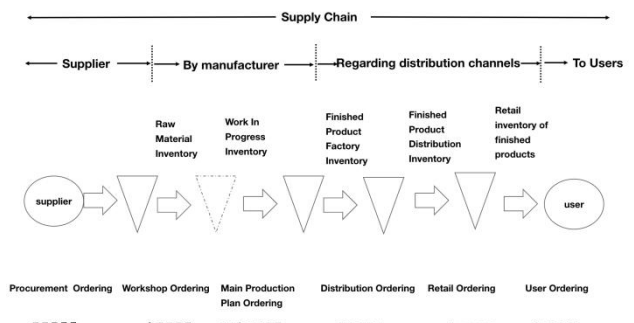 Supply Chain
Supplier
By manufacturer
Regarding distribution channels
To Users
Raw
Material
Inventory
Work In
Progress
Inventory
Finished
Product
Factory
Inventory
Finished
Product
Distribution
Inventory
Retail
inventory of
finished
products
supplier
user
Procurement Ordering
Workshop Ordering
Main Production
Plan Ordering
Distribution Ordering
Retail Ordering
User Ordering